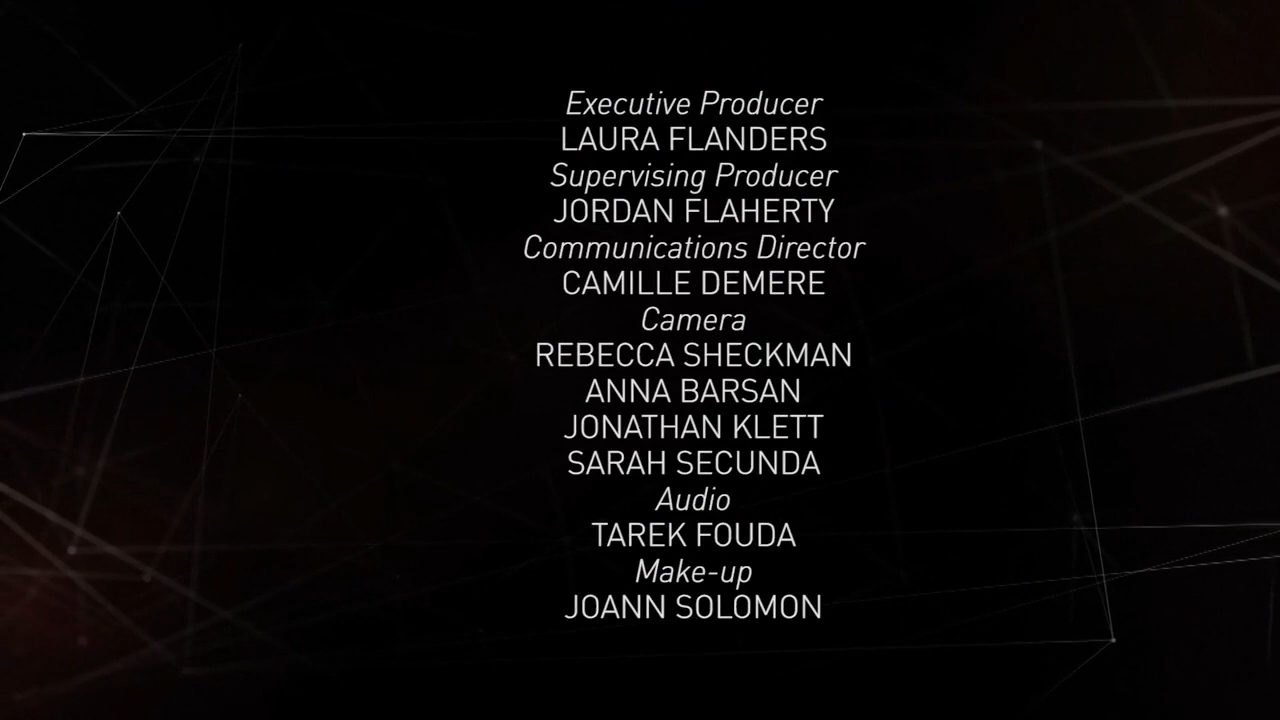 Executive Producer
LAURA FLANDERS
Supervising Producer
JORDAN FLAHERTY
Communications Director
CAMILLE DEMERE
Camera
REBECCA SHECKMAN
ANNA BARSAN
JONATHAN KLETT
SARAH SECUNDA
Audio
TAREK FOUDA
Make-up
JOANN SOLOMON